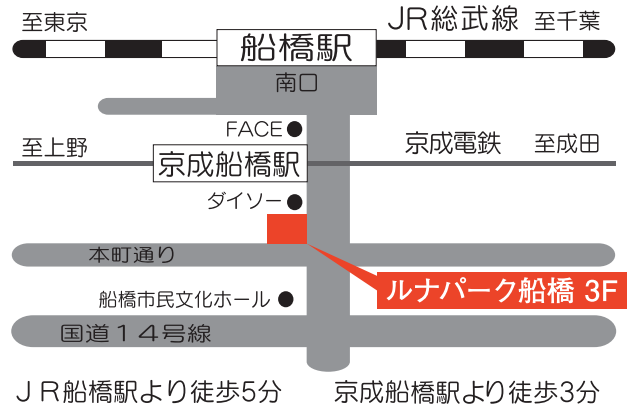 JR総武線
至東京
船橋駅
至千葉
南口
FACE
至上野
京成船橋駅
京成電鉄
至成田
ダイソー
本町通り
ルナパーク船橋 3F
船橋市民文化ホール
国道14号線
JR船橋駅より徒歩5分
京成船橋駅より徒歩3分